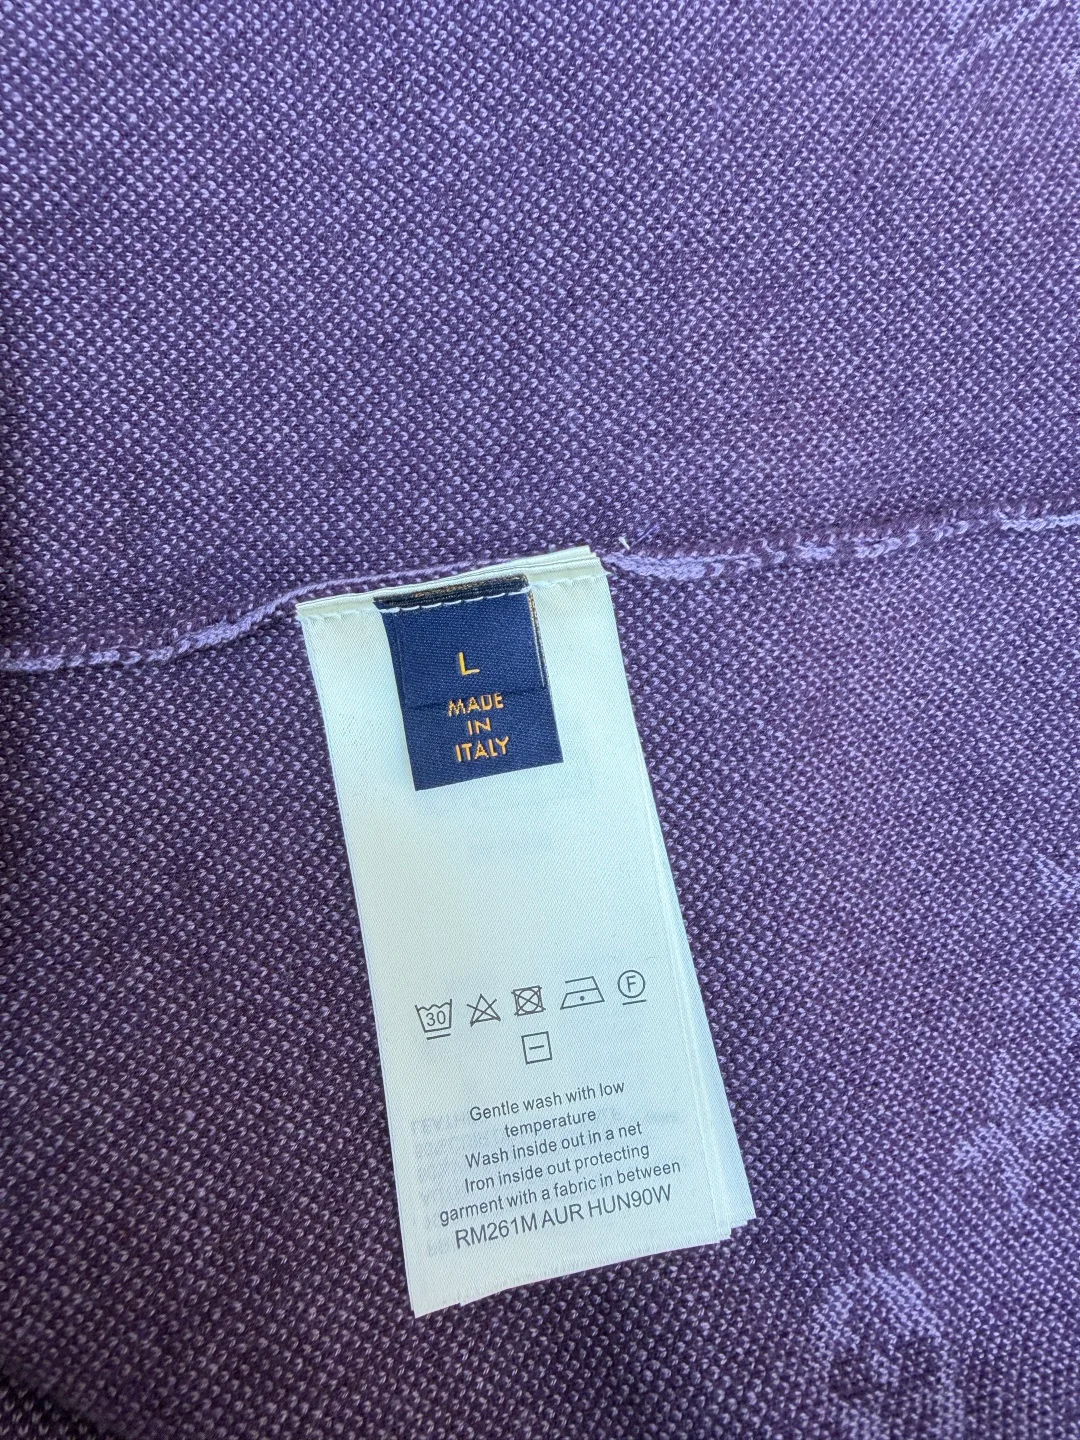 L
MADE
IN
ITALY
30
F
Gentle wash with low
temperature
Wash inside out in a net
Iron inside out protecting
garment with a fabric in between
RM261M AUR HUN90W